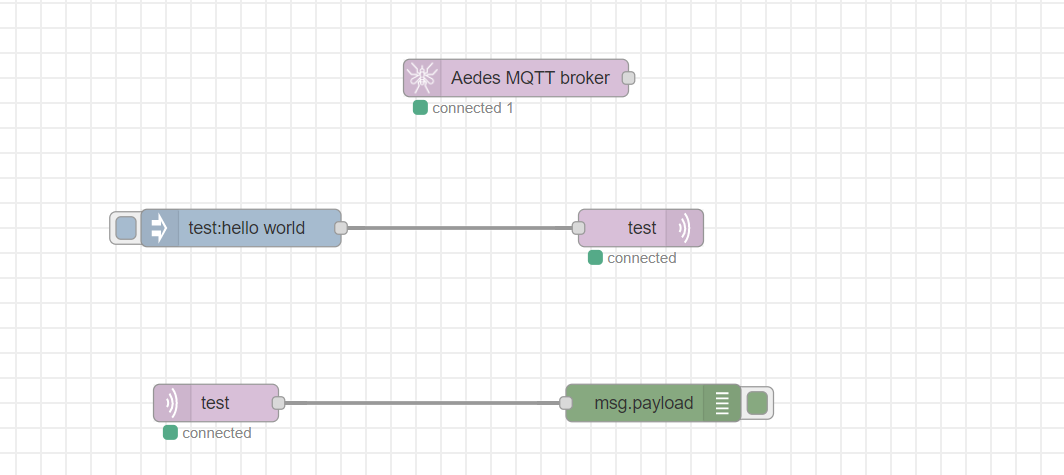 Aedes MQTT broker
connected 1
test:hello world
test
connected
test
msg.payload
connected